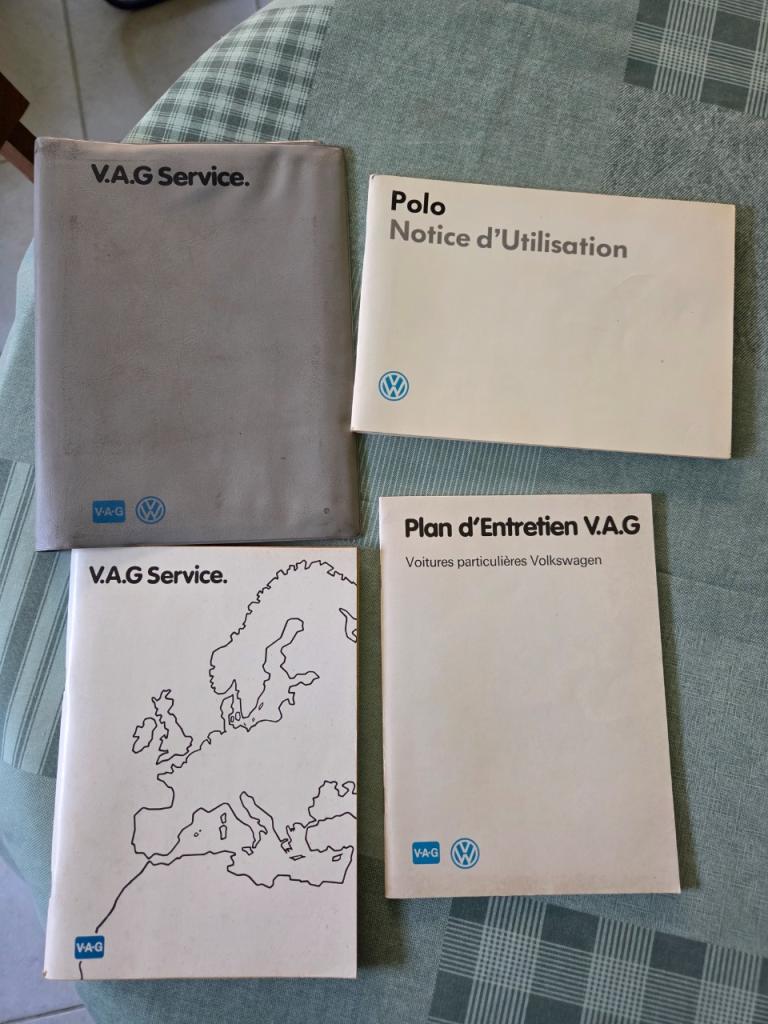 V.A.G Service.
V·A·G
Polo
Notice d'Utilisation
V.A.G Service.
V·A·G
Plan d'Entretien V.A.G
Voitures particulières Volkswagen
V·A·G